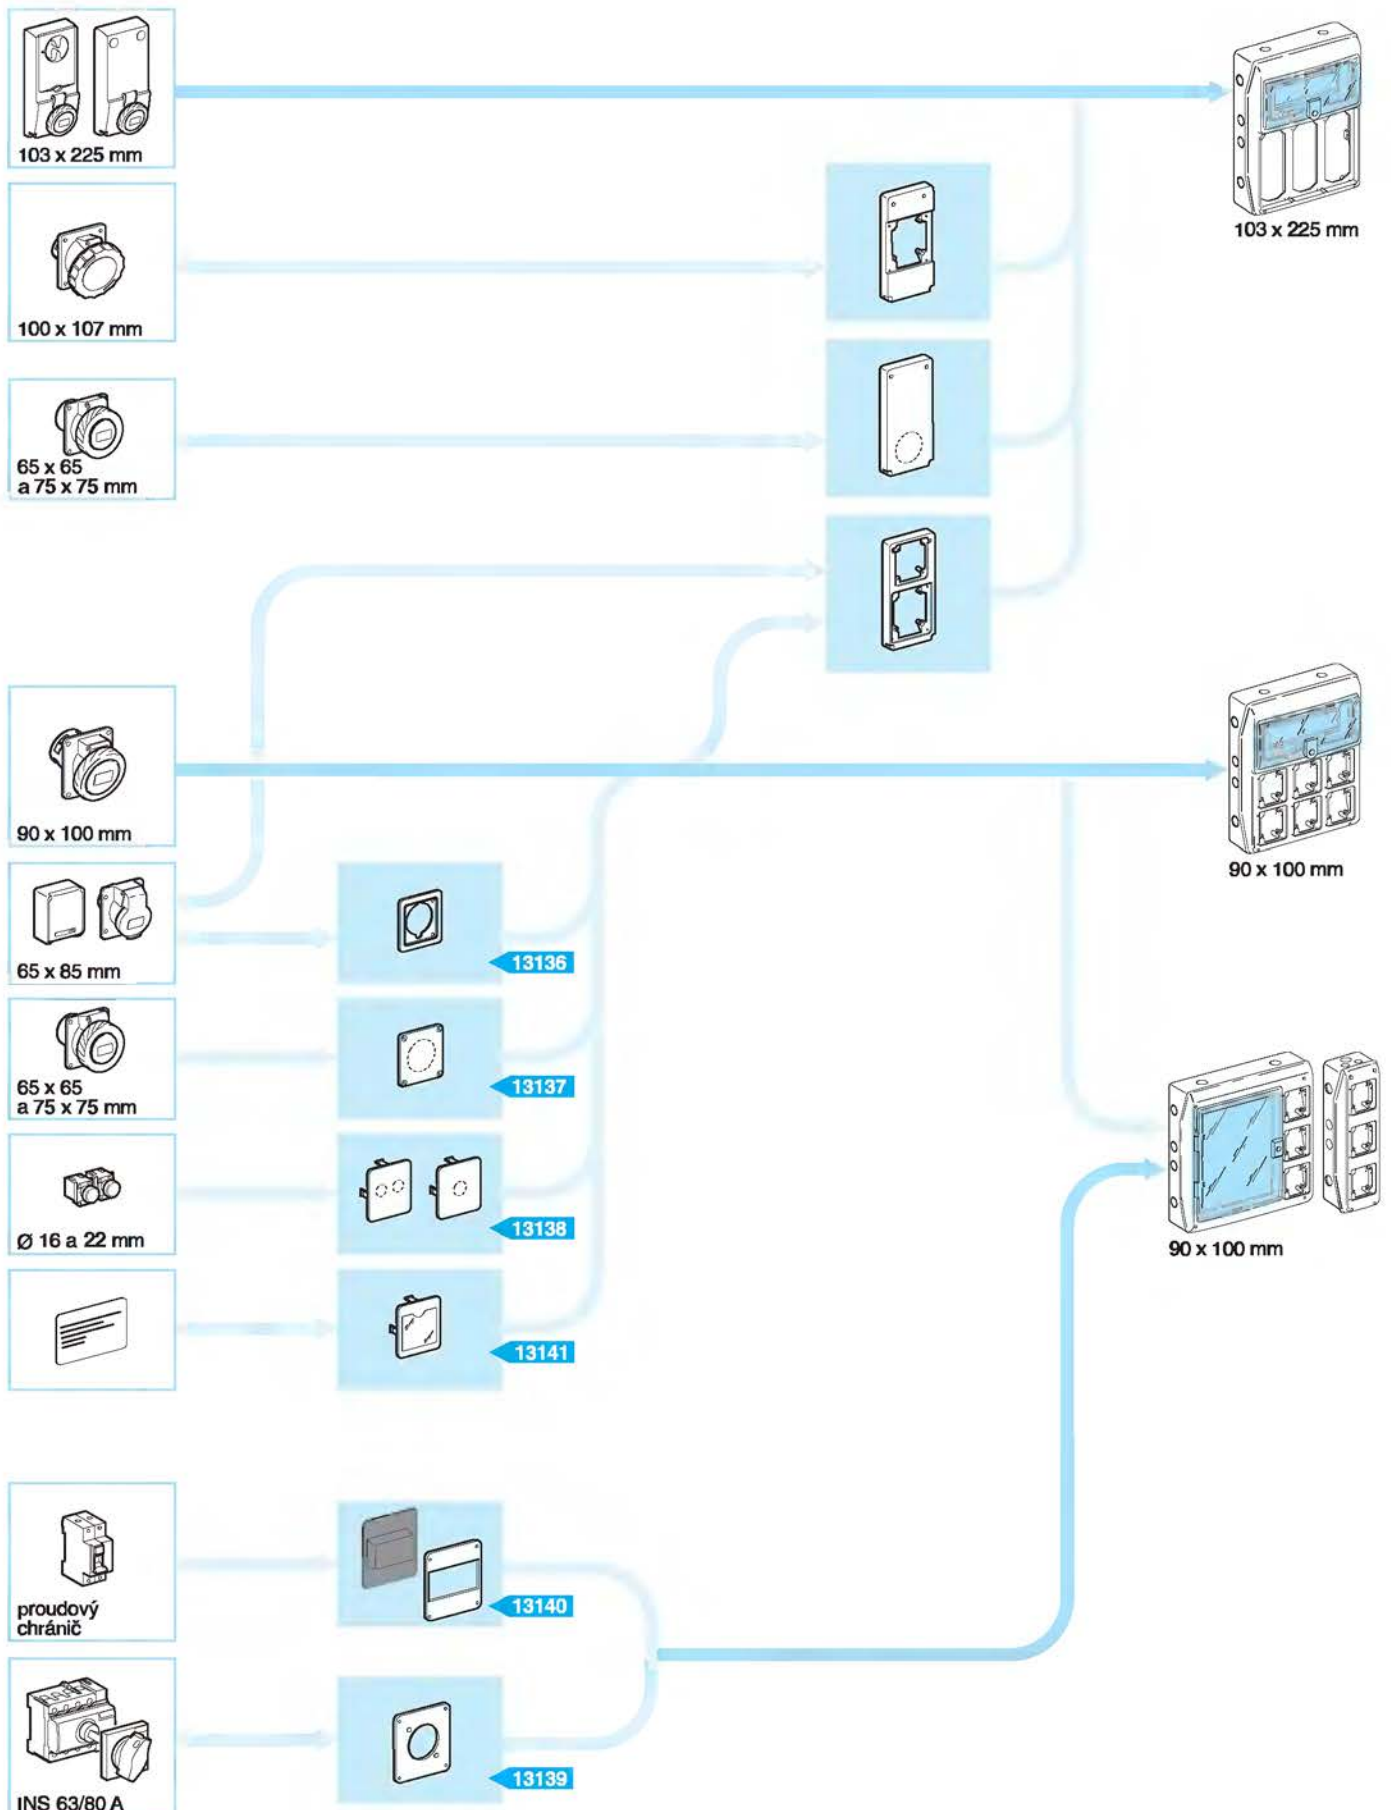 103 x 225 mm
103 x 225 mm
100 x 107 mm
65 x 65
a 75 x 75 mm
90 x 100 mm
90 x 100 mm
65 x 85 mm
13136
65 x 65
a 75 x 75 mm
13137
Ø 16 a 22 mm
13138
90 x 100 mm
13141
proudový
chránič
13140
13139
INS 63/80 A